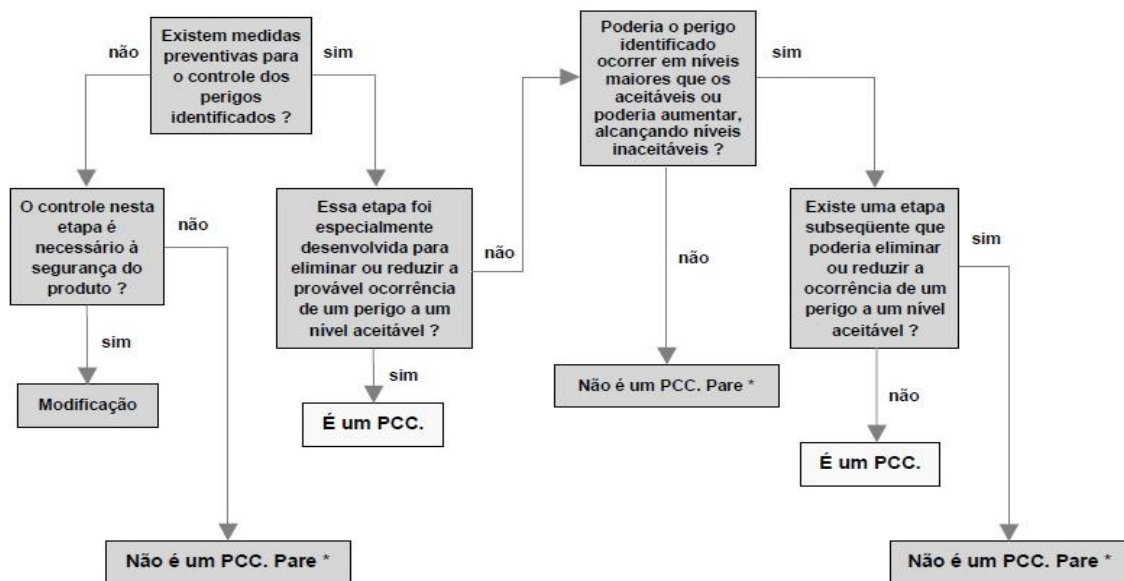 não
Existem medidas
preventivas para
o controle dos
perigos
identificados ?
sim
Poderia o perigo
identificado
ocorrer em níveis
maiores que os
aceitáveis ou
poderia aumentar,
alcançando níveis
inaceitáveis ?
sim
O controle nesta
etapa é
necessário à
segurança do
produto ?
não
Essa etapa foi
especialmente
desenvolvida para
eliminar ou reduzir a
provável ocorrência
de um perigo a um
nível aceitável ?
não
não
Existe uma etapa
subseqüente que
poderia eliminar
ou reduzir a
ocorrência de um
perigo a um nível
aceitável ?
sim
sim
Modificação
sim
É um PCC.
Não é um PCC. Pare *
não
É um PCC.
Não é um PCC. Pare *
Não é um PCC. Pare *